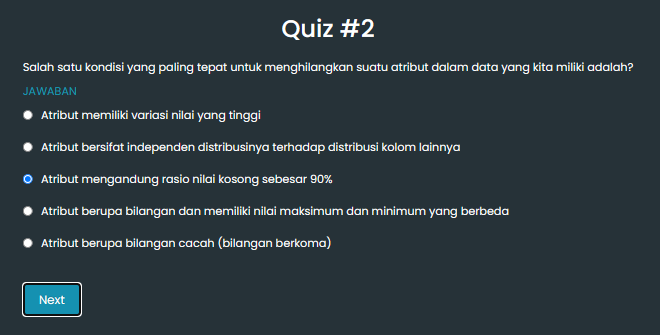 Quiz #2
Salah satu kondisi yang paling tepat untuk menghilangkan suatu atribut dalam data yang kita miliki adalah?
JAWABAN
Atribut memiliki variasi nilai yang tinggi
Atribut bersifat independen distribusinya terhadap distribusi kolom lainnya
Atribut mengandung rasio nilai kosong sebesar 90%
Atribut berupa bilangan dan memiliki nilai maksimum dan minimum yang berbeda
Atribut berupa bilangan cacah (bilangan berkoma)
Next